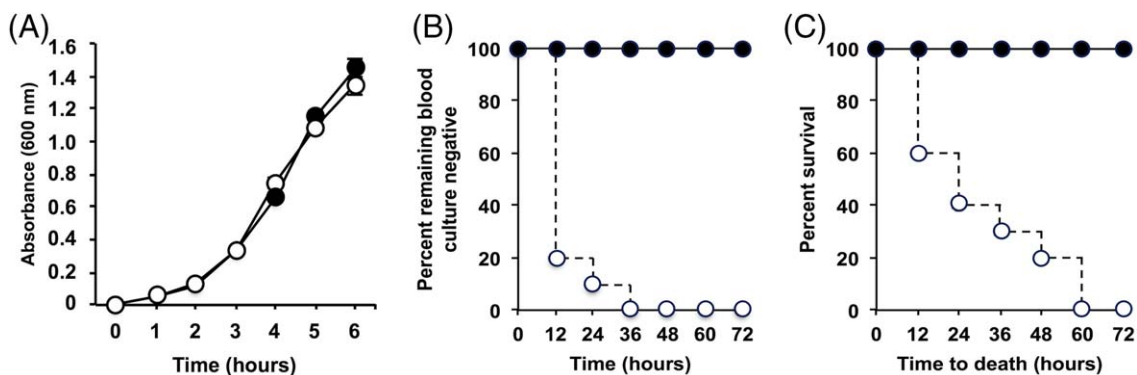 (A)
1.6
1.4
1.2
1.0
0.8
0.6
0.4
0.2
0
Absorbance (600 nm)
0 1 2 3 4 5 6
Time (hours)
(B)
100
80
60
40
20
0
Percent remaining blood
culture negative
0 12 24 36 48 60 72
Time (hours)
(C)
100
80
60
40
20
0
Percent survival
0 12 24 36 48 60 72
Time to death (hours)